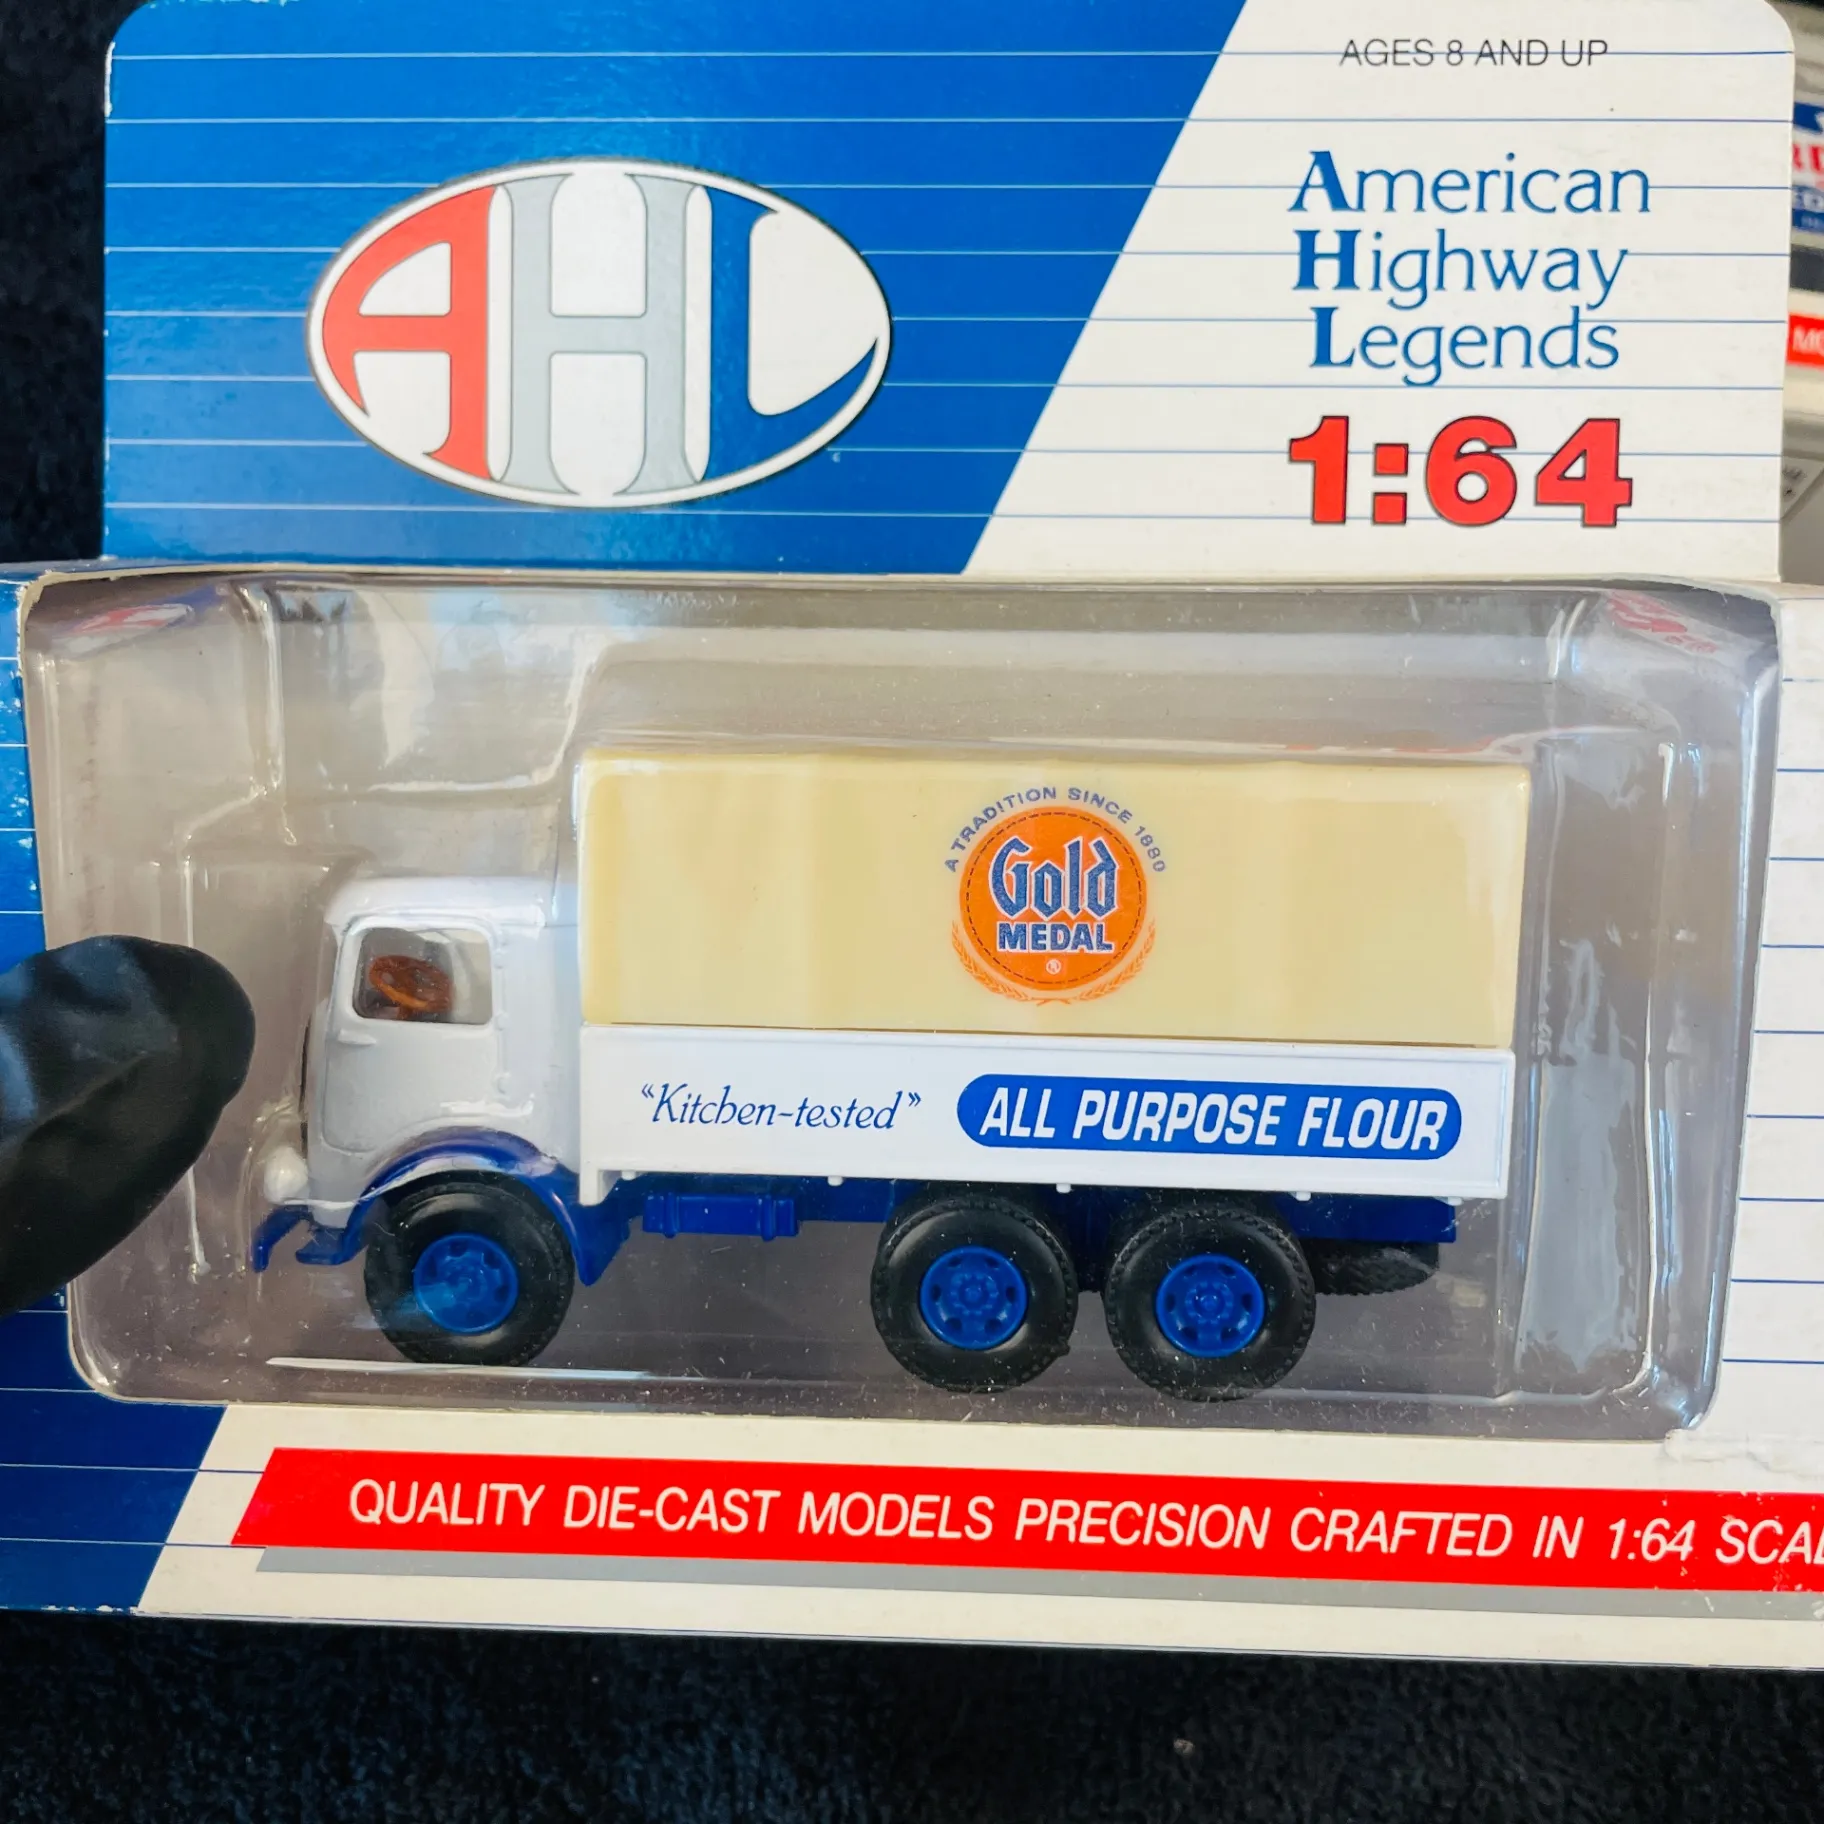 AGES 8 AND UP
AHL
American
Highway
Legends
1:64
A TRADITION SINCE 1880
Gold
MEDAL
®
"Kitchen-tested" ALL PURPOSE FLOUR
QUALITY DIE-CAST MODELS PRECISION CRAFTED IN 1:64